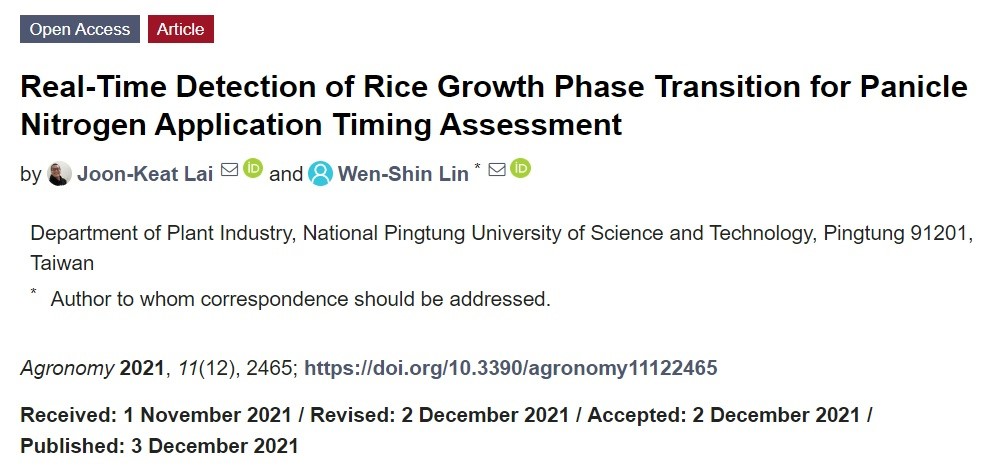 Open Access Article
Real-Time Detection of Rice Growth Phase Transition for Panicle
Nitrogen Application Timing Assessment
by Joon-Keat Lai iD and Wen-Shin Lin * iD
Department of Plant Industry, National Pingtung University of Science and Technology, Pingtung 91201,
Taiwan
* Author to whom correspondence should be addressed.
Agronomy 2021, 11(12), 2465; https://doi.org/10.3390/agronomy11122465
Received: 1 November 2021 / Revised: 2 December 2021 / Accepted: 2 December 2021 /
Published: 3 December 2021